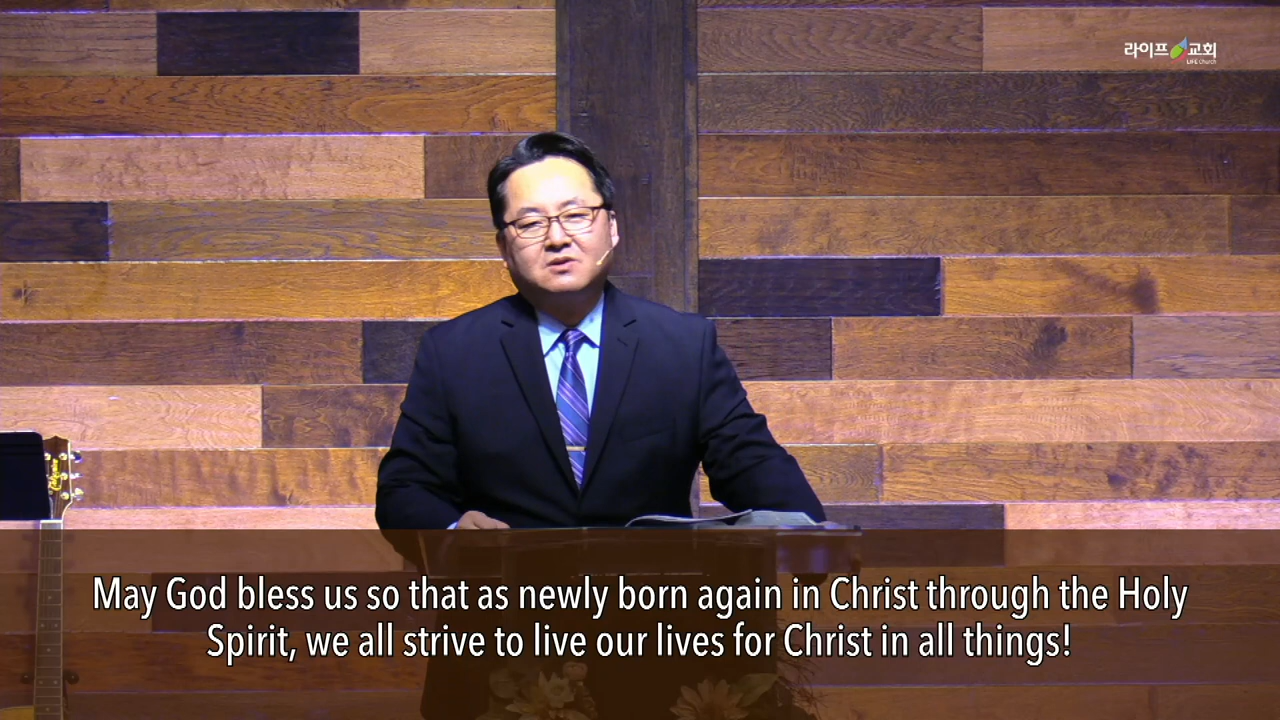 라이프 교회
LIFE Church
May God bless us so that as newly born again in Christ through the Holy
Spirit, we all strive to live our lives for Christ in all things!